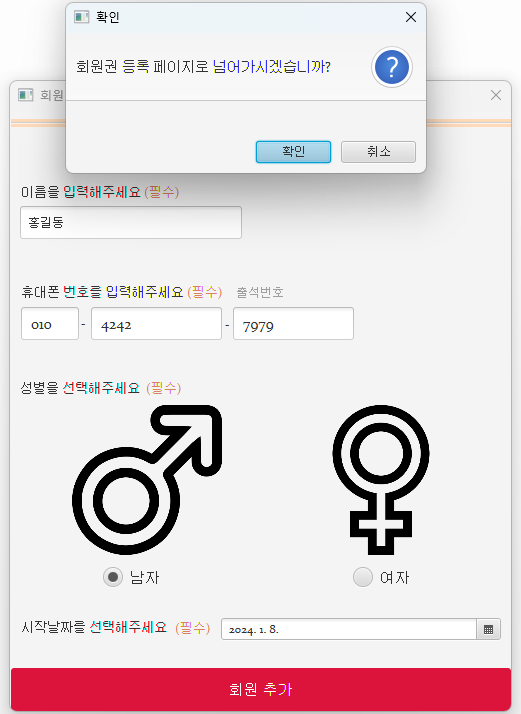 확인
회원권 등록 페이지로 넘어가시겠습니까?
?
확인 취소
회원
이름을 입력해주세요 (필수)
홍길동
휴대폰 번호를 입력해주세요 (필수) 출석번호
010 - 4242 - 7979
성별을 선택해주세요 (필수)
남자 여자
시작날짜를 선택해주세요 (필수) 2024. 1. 8.
회원 추가